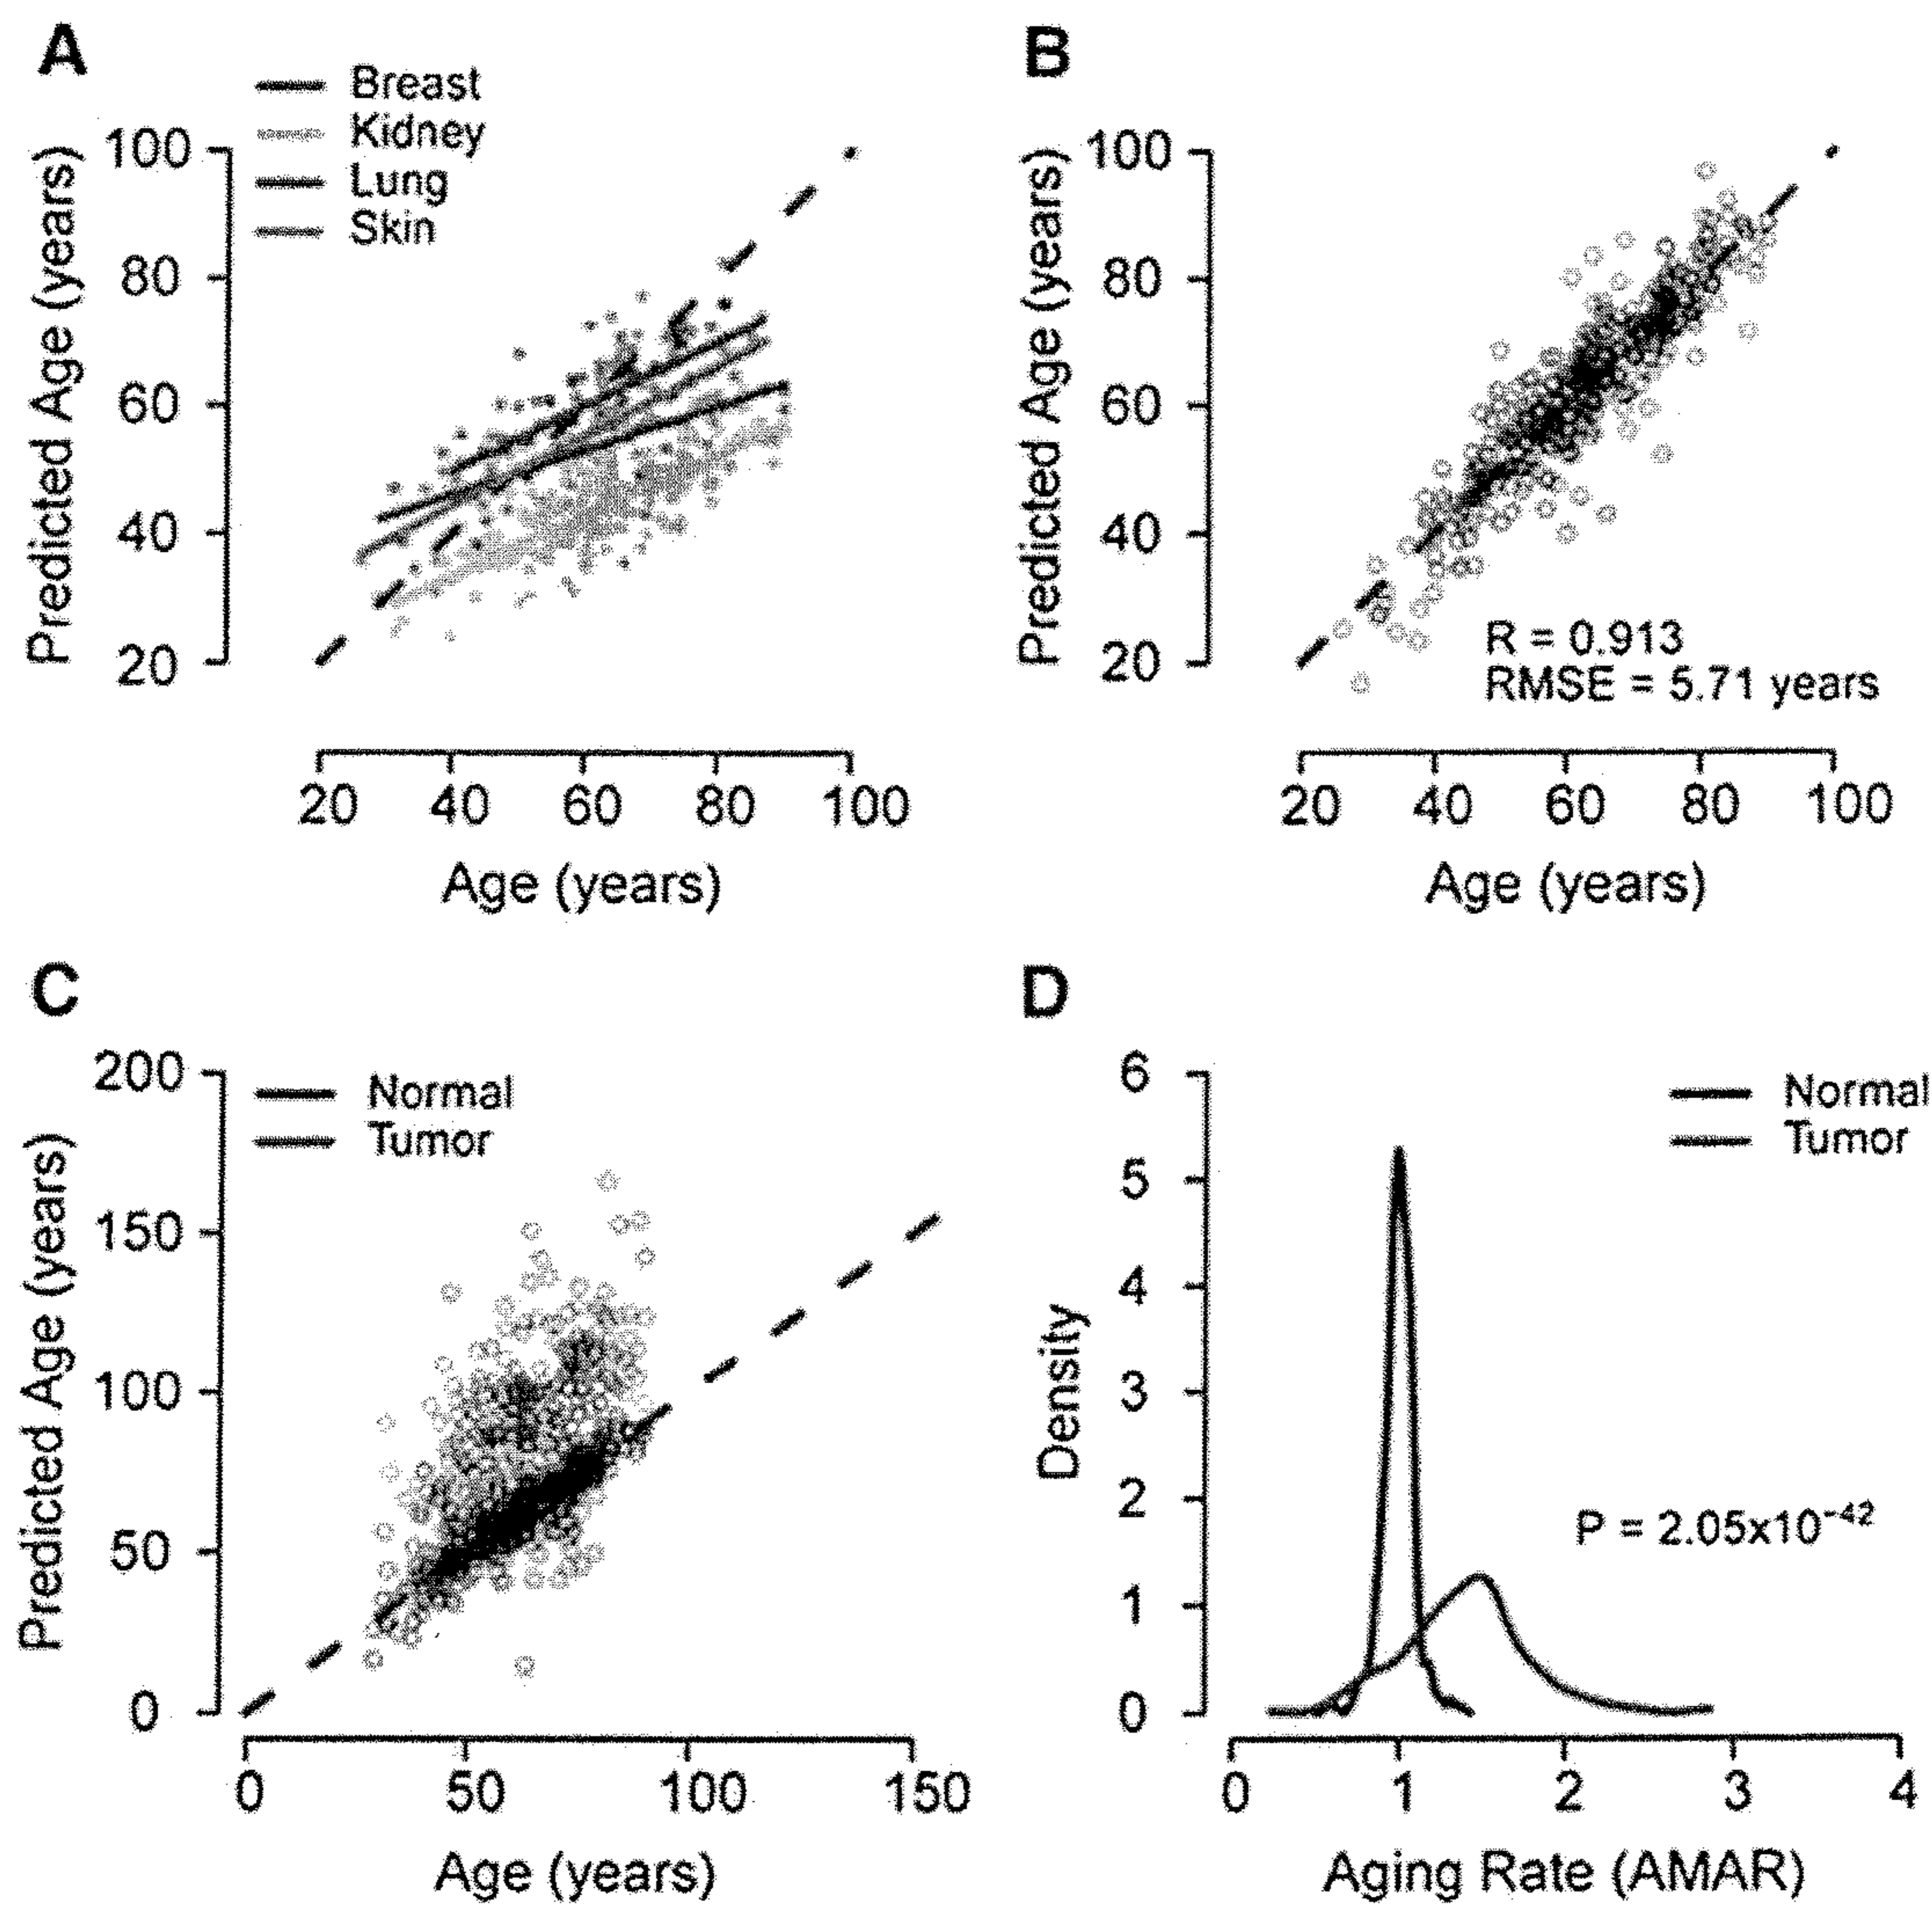 A
Breast
Kidney
Lung
Skin
Predicted Age (years)
100
80
60
40
20
20 40 60 80 100
Age (years)
B
Predicted Age (years)
100
80
60
40
20
R = 0.913
RMSE = 5.71 years
20 40 60 80 100
Age (years)
C
Normal
Tumor
Predicted Age (years)
200
150
100
50
0
0 50 100 150
Age (years)
D
Normal
Tumor
Density
6
5
4
3
2
1
0
P = 2.05x10⁻⁴²
0 1 2 3 4
Aging Rate (AMAR)